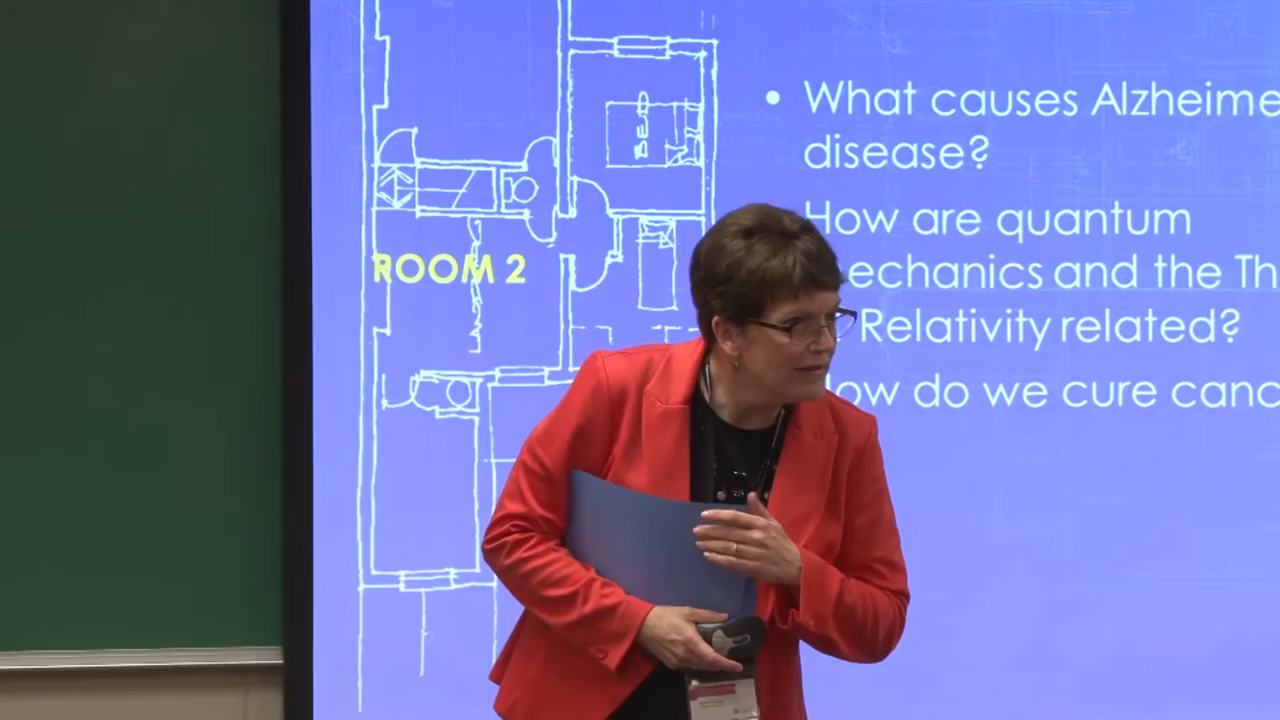 BED
ROOM 2
• What causes Alzheime
disease?
How are quantum
echanics and the Th
Relativity related?
ow do we cure canc